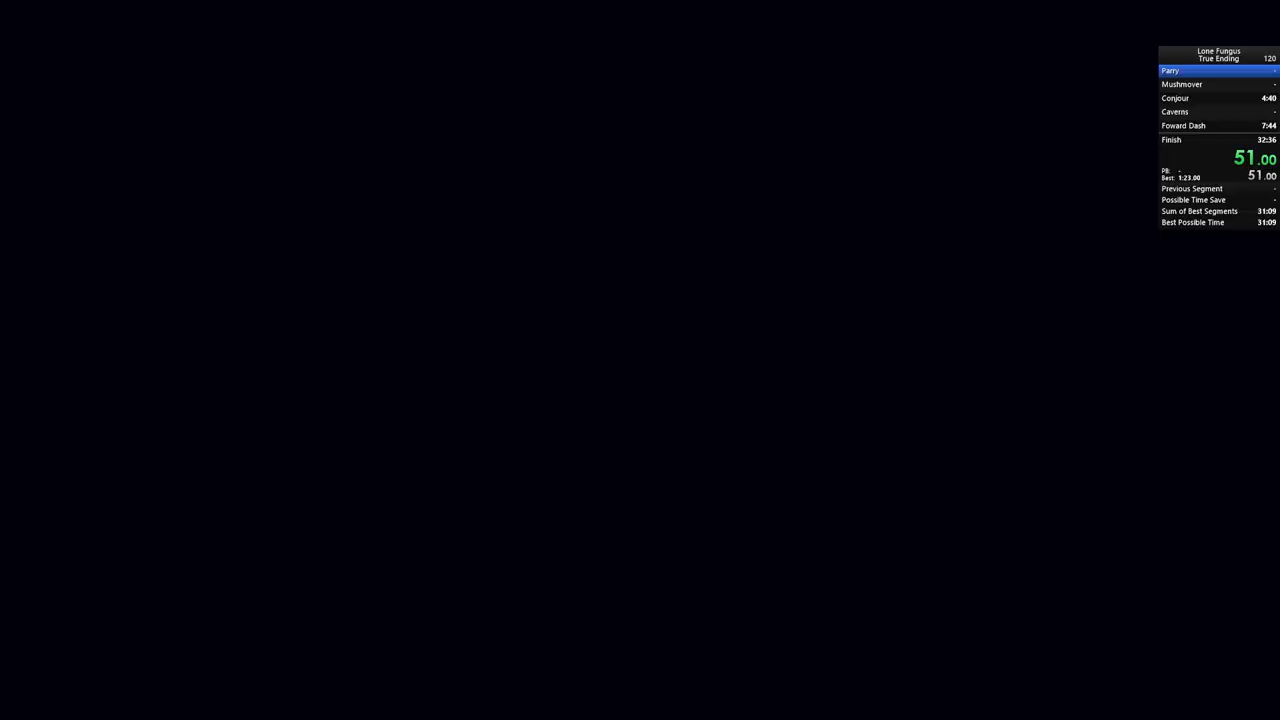 Lone Fungus
True Ending 120
Parry -
Mushmover -
Conjour 4:40
Caverns -
Foward Dash 7:44
Finish 32:36
51.00
PB: -
Best: 1:23.00 51.00
Previous Segment -
Possible Time Save -
Sum of Best Segments 31:09
Best Possible Time 31:09